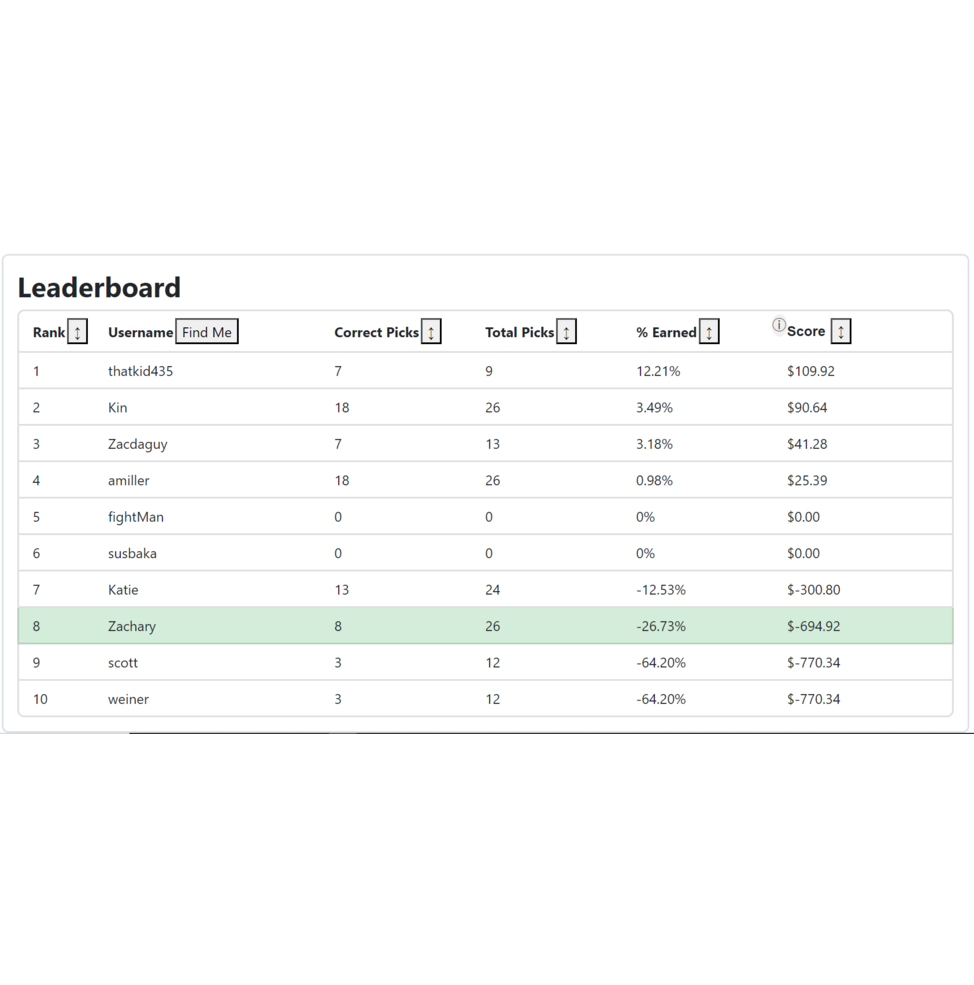 Leaderboard
Rank ↕ Username Find Me Correct Picks ↕ Total Picks ↕ % Earned ↕ ⓘ Score ↕
1 thatkid435 7 9 12.21% $109.92
2 Kin 18 26 3.49% $90.64
3 Zacdaguy 7 13 3.18% $41.28
4 amiller 18 26 0.98% $25.39
5 fightMan 0 0 0% $0.00
6 susbaka 0 0 0% $0.00
7 Katie 13 24 -12.53% $-300.80
8 Zachary 8 26 -26.73% $-694.92
9 scott 3 12 -64.20% $-770.34
10 weiner 3 12 -64.20% $-770.34